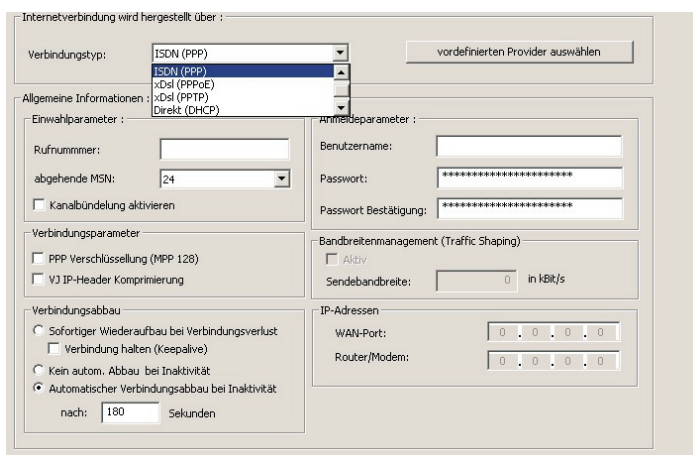 Internetverbindung wird hergestellt über :
Verbindungstyp:
ISDN (PPP)
vordefinierten Provider auswählen
ISDN (PPP)
xDsl (PPPoE)
xDsl (PPTP)
Direkt (DHCP)
Allgemeine Informationen :
Einwahlparameter :
Rufnummmer:
abgehende MSN: 24
Kanalbündelung aktivieren
Verbindungsparameter
PPP Verschlüssellung (MPP 128)
VJ IP-Header Komprimierung
Verbindungsabbau
Sofortiger Wiederaufbau bei Verbindungsverlust
Verbindung halten (Keepalive)
Kein autom. Abbau bei Inaktivität
Automatischer Verbindungsabbau bei Inaktivität
nach: 180 Sekunden
Anmeldeparameter :
Benutzername:
Passwort: **********************
Passwort Bestätigung: **********************
Bandbreitenmanagement (Traffic Shaping)
Aktiv
Sendebandbreite: 0 in kBit/s
IP-Adressen
WAN-Port: 0 . 0 . 0 . 0
Router/Modem: 0 . 0 . 0 . 0